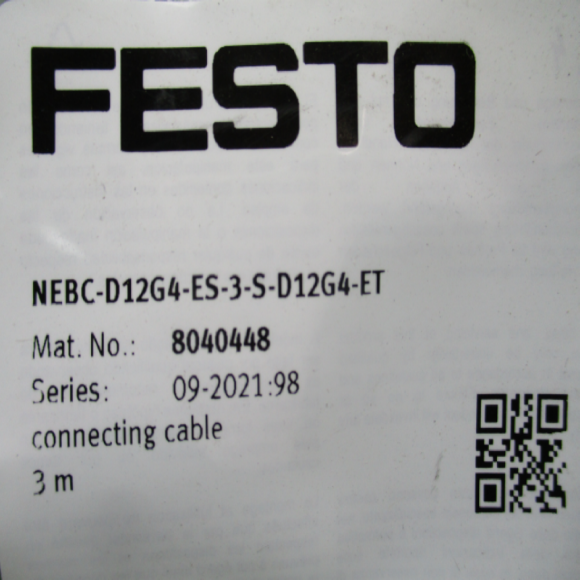 FESTO
NEBC-D12G4-ES-3-S-D12G4-ET
Mat. No.: 8040448
Series: 09-2021:98
connecting cable
3 m